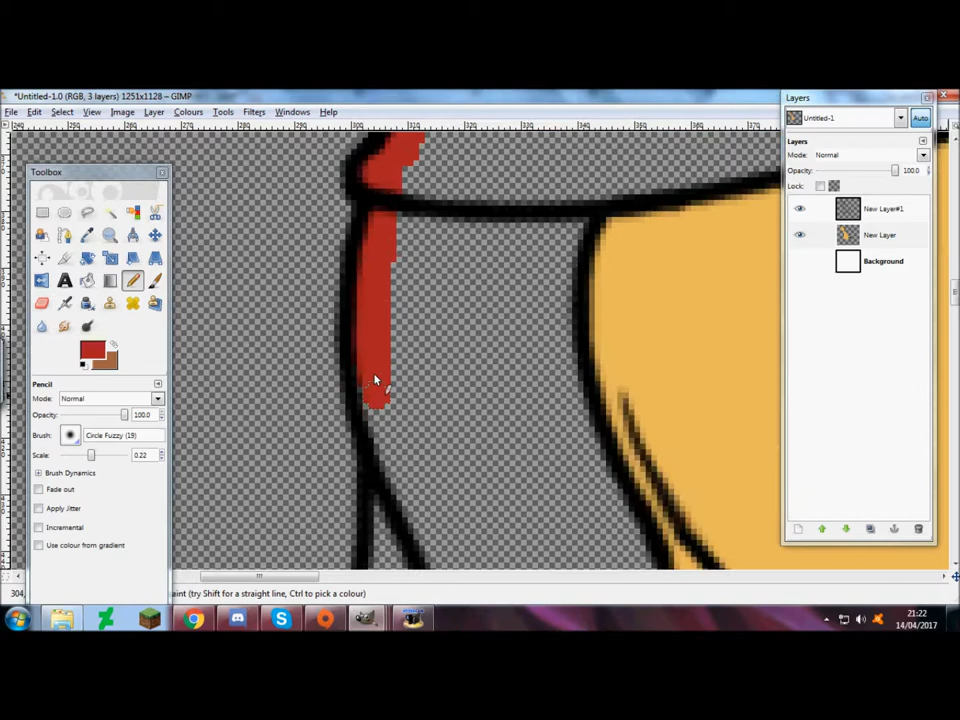 *Untitled-1.0 (RGB, 3 layers) 1251x1128 – GIMP
File Edit Select View Image Layer Colours Tools Filters Windows Help
Toolbox
Pencil
Mode: Normal
Opacity: 100.0
Brush: Circle Fuzzy (19)
Scale: 0.22
Brush Dynamics
Fade out
Apply Jitter
Incremental
Use colour from gradient
Layers
Untitled-1
Auto
Layers
Mode: Normal
Opacity: 100.0
Lock:
New Layer#1
New Layer
Background
304,
aint (try Shift for a straight line, Ctrl to pick a colour)
21:22
14/04/2017